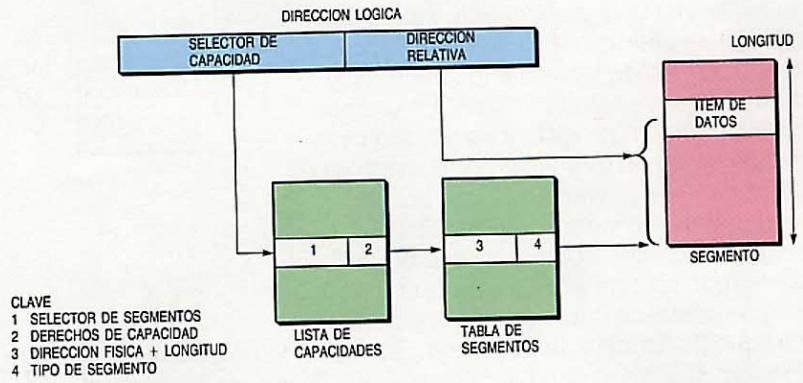 DIRECCION LOGICA
SELECTOR DE
CAPACIDAD
DIRECCION
RELATIVA
LONGITUD
ITEM DE
DATOS
1
2
3
4
SEGMENTO
LISTA DE
CAPACIDADES
TABLA DE
SEGMENTOS
CLAVE
1 SELECTOR DE SEGMENTOS
2 DERECHOS DE CAPACIDAD
3 DIRECCION FISICA + LONGITUD
4 TIPO DE SEGMENTO